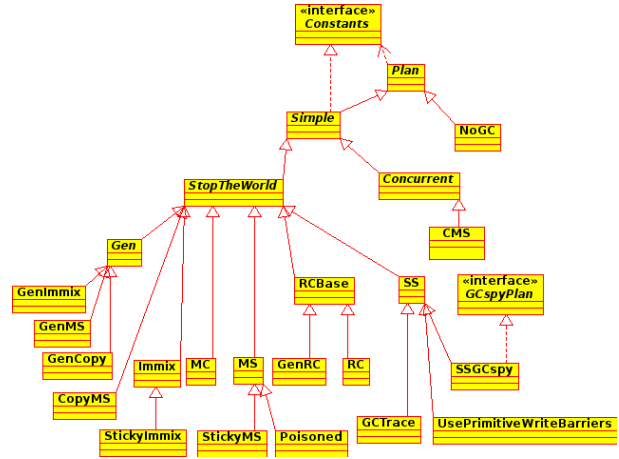 «interface»
Constants
Plan
Simple
NoGC
Concurrent
StopTheWorld
CMS
Gen
GenImmix
RCBase
SS
«interface»
GCspyPlan
GenMS
GenCopy
Immix
MC
MS
GenRC
RC
SSGCspy
CopyMS
GCTrace
UsePrimitiveWriteBarriers
StickyImmix
StickyMS
Poisoned